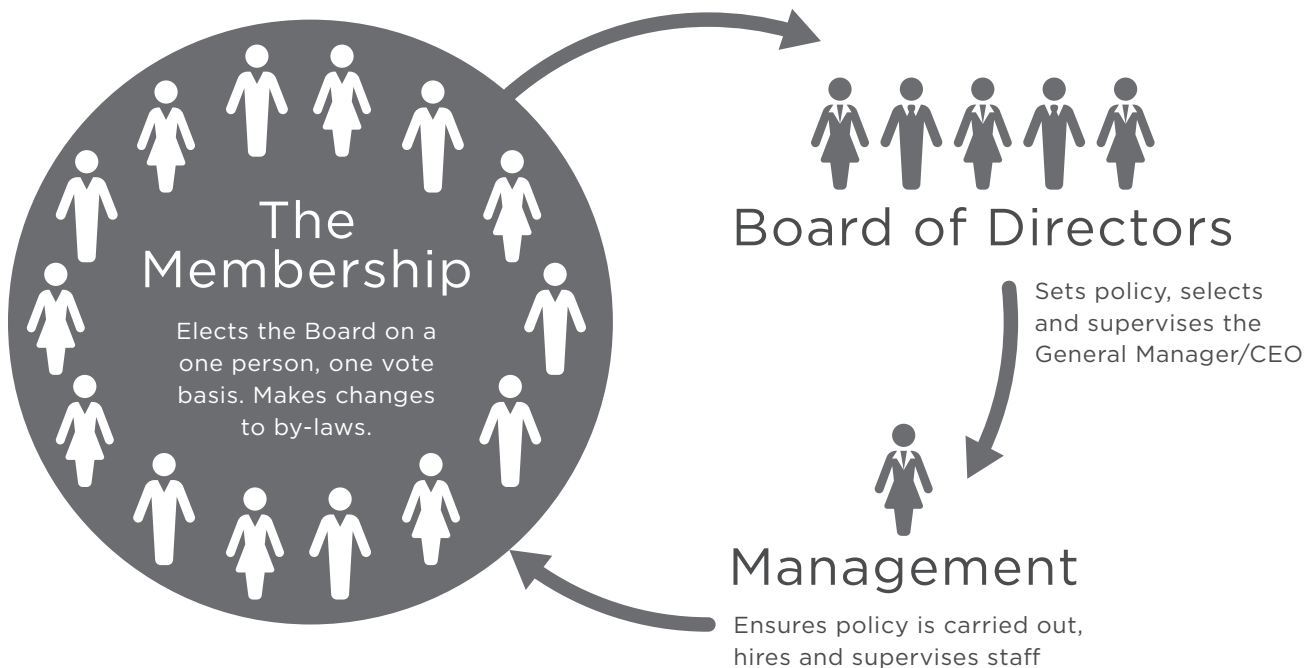 The
Membership
Elects the Board on a
one person, one vote
basis. Makes changes
to by-laws.
Board of Directors
Sets policy, selects
and supervises the
General Manager/CEO
Management
Ensures policy is carried out,
hires and supervises staff